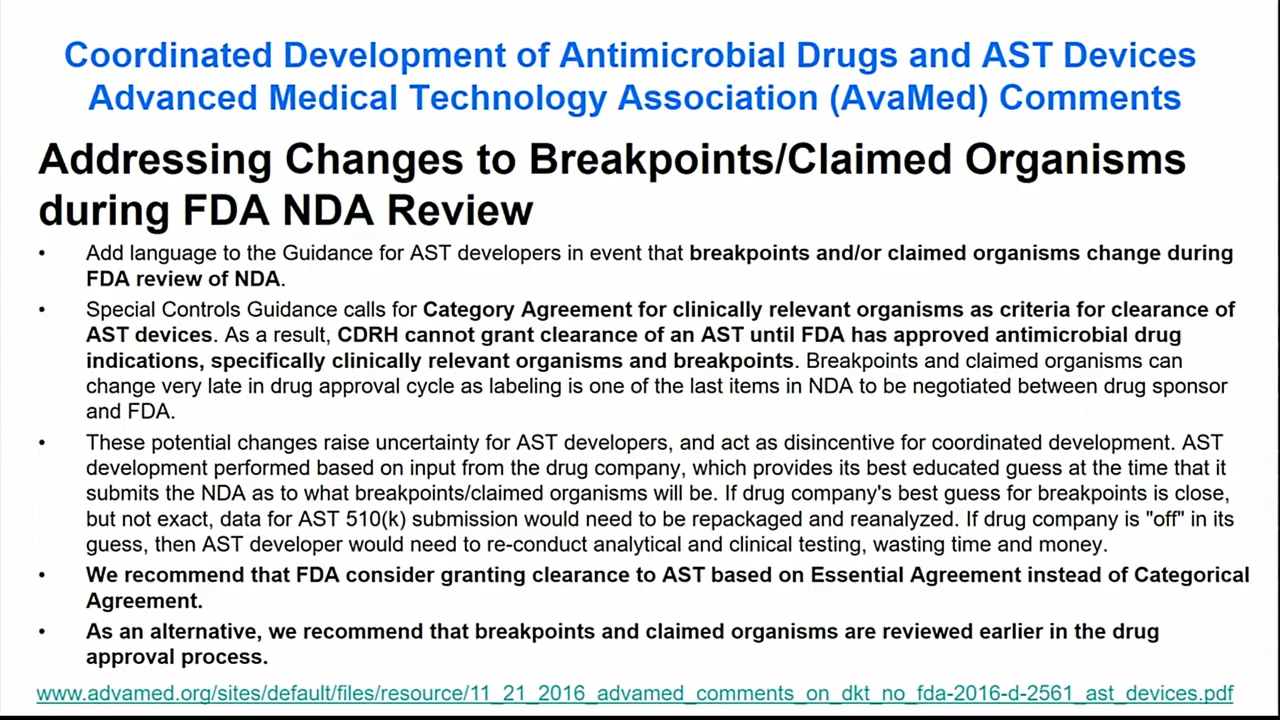 Coordinated Development of Antimicrobial Drugs and AST Devices
Advanced Medical Technology Association (AvaMed) Comments
Addressing Changes to Breakpoints/Claimed Organisms
during FDA NDA Review
• Add language to the Guidance for AST developers in event that breakpoints and/or claimed organisms change during
FDA review of NDA.
• Special Controls Guidance calls for Category Agreement for clinically relevant organisms as criteria for clearance of
AST devices. As a result, CDRH cannot grant clearance of an AST until FDA has approved antimicrobial drug
indications, specifically clinically relevant organisms and breakpoints. Breakpoints and claimed organisms can
change very late in drug approval cycle as labeling is one of the last items in NDA to be negotiated between drug sponsor
and FDA.
• These potential changes raise uncertainty for AST developers, and act as disincentive for coordinated development. AST
development performed based on input from the drug company, which provides its best educated guess at the time that it
submits the NDA as to what breakpoints/claimed organisms will be. If drug company's best guess for breakpoints is close,
but not exact, data for AST 510(k) submission would need to be repackaged and reanalyzed. If drug company is "off" in its
guess, then AST developer would need to re-conduct analytical and clinical testing, wasting time and money.
• We recommend that FDA consider granting clearance to AST based on Essential Agreement instead of Categorical
Agreement.
• As an alternative, we recommend that breakpoints and claimed organisms are reviewed earlier in the drug
approval process.
www.advamed.org/sites/default/files/resource/11_21_2016_advamed_comments_on_dkt_no_fda-2016-d-2561_ast_devices.pdf